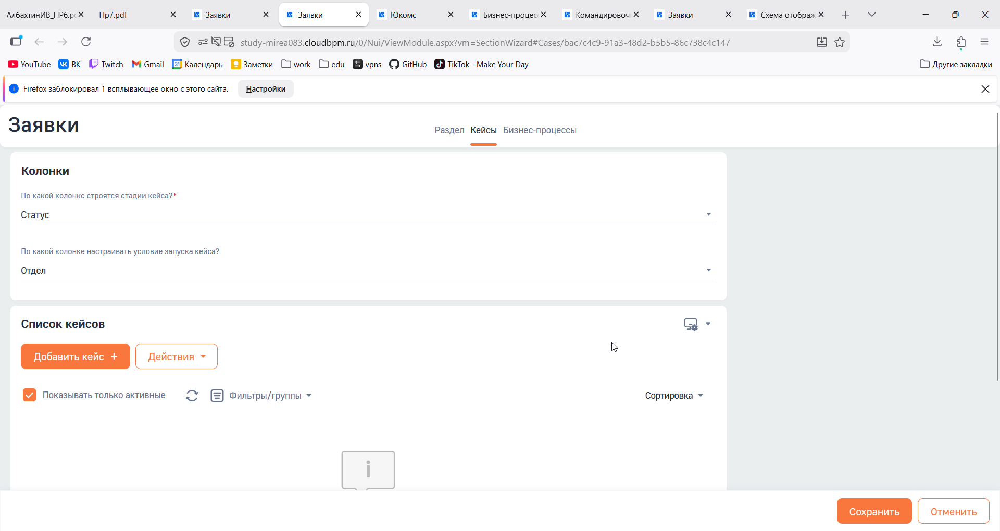 АлбахтинИВ_ПР6.pc
Пр7.pdf
Заявки
Заявки
Юкомс
Бизнес-процес
Командировоч
Заявки
Схема отображ
study-mirea083.cloudbpm.ru/0/Nui/ViewModule.aspx?vm=SectionWizard#Cases/bac7c4c9-91a3-48d2-b5b5-86c738c4c147
YouTube
ВК
Twitch
Gmail
Календарь
Заметки
work
edu
vpns
GitHub
TikTok - Make Your Day
Другие закладки
Firefox заблокировал 1 всплывающее окно с этого сайта.
Настройки
Заявки
Раздел Кейсы Бизнес-процессы
Колонки
По какой колонке строятся стадии кейса?*
Статус
По какой колонке настраивать условие запуска кейса?
Отдел
Список кейсов
Добавить кейс +
Действия
Показывать только активные
Фильтры/группы
Сортировка
Сохранить
Отменить